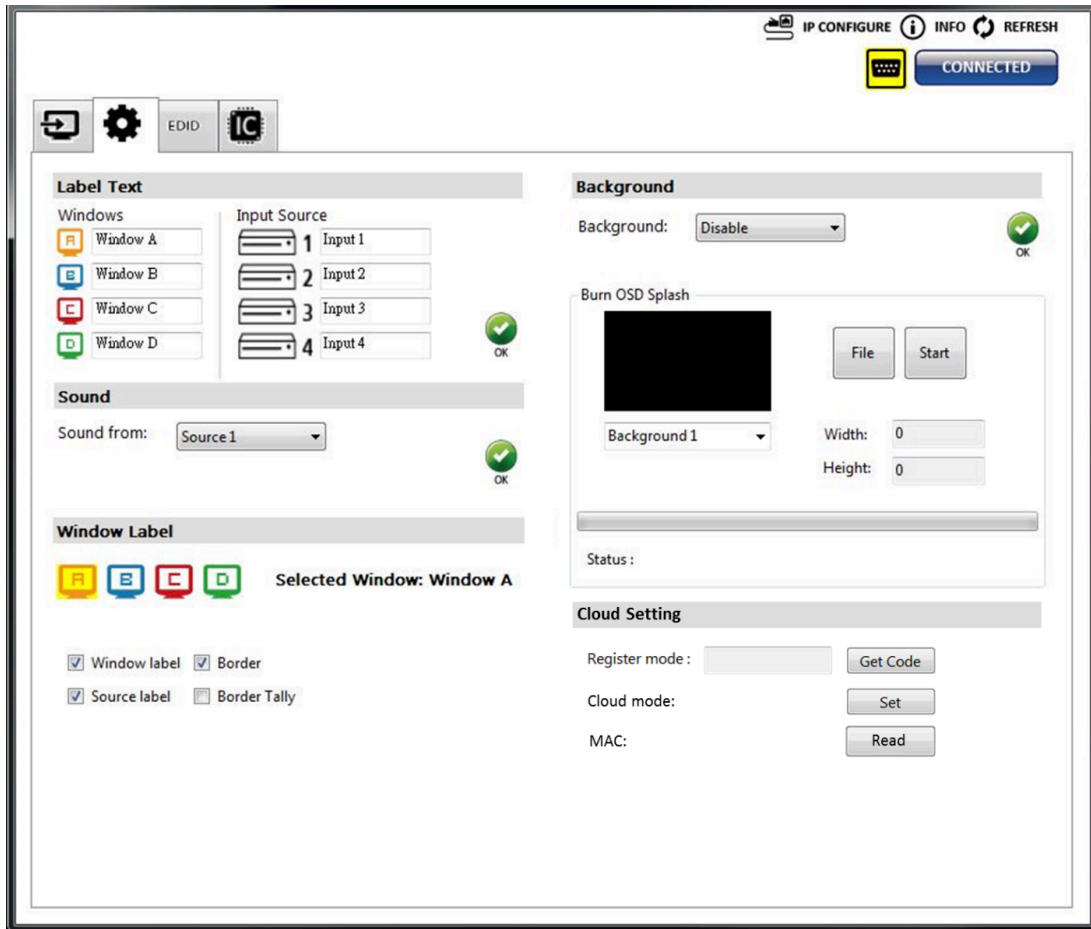 IP CONFIGURE INFO REFRESH
CONNECTED
EDID IC
Label Text
Windows Input Source
A Window A 1 Input 1
B Window B 2 Input 2
C Window C 3 Input 3
D Window D 4 Input 4
OK
Sound
Sound from: Source 1
OK
Window Label
A B C D Selected Window: Window A
Window label Border
Source label Border Tally
Background
Background: Disable
OK
Burn OSD Splash
File Start
Background 1 Width: 0
Height: 0
Status :
Cloud Setting
Register mode : Get Code
Cloud mode: Set
MAC: Read